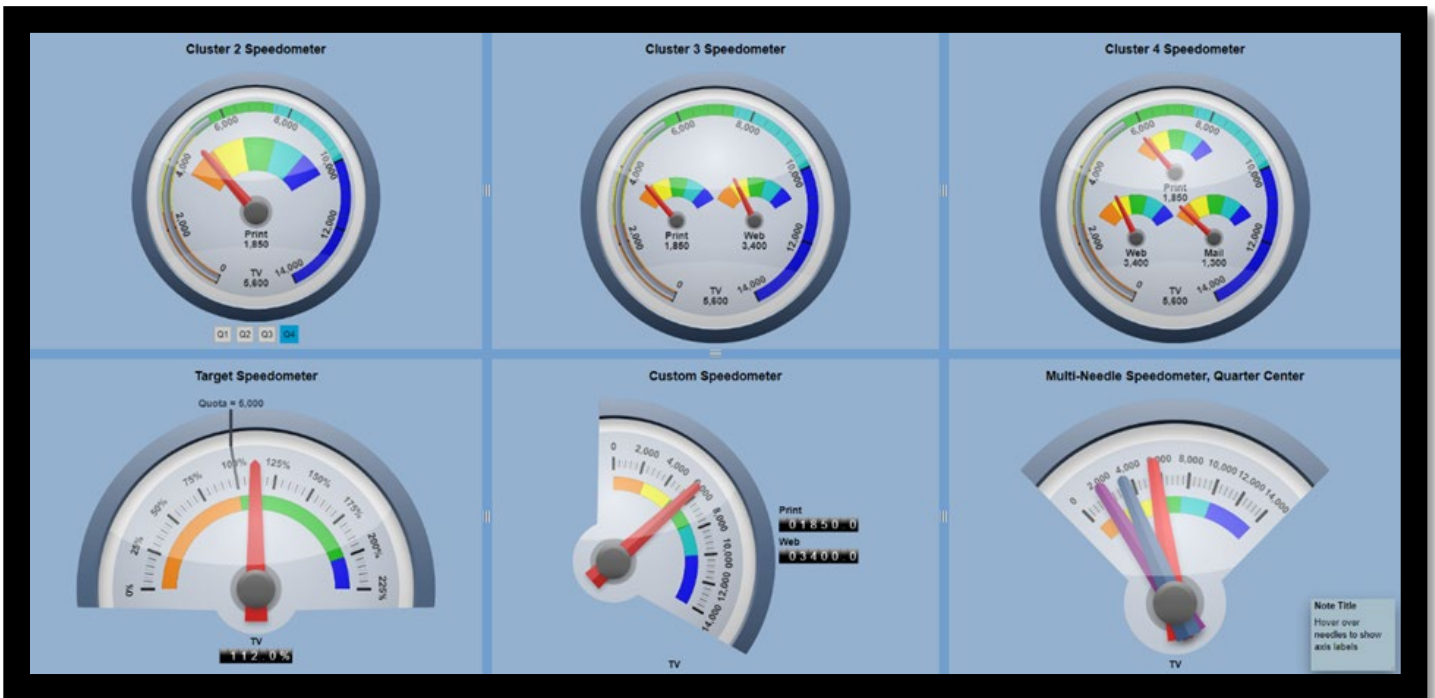 Cluster 2 Speedometer
0
2,000
4,000
6,000
8,000
10,000
12,000
14,000
Print
1,850
TV
5,600
Q1 Q2 Q3 Q4
Cluster 3 Speedometer
0
2,000
4,000
6,000
8,000
10,000
12,000
14,000
Print
1,850
Web
3,400
TV
5,600
Cluster 4 Speedometer
0
2,000
4,000
6,000
8,000
10,000
12,000
14,000
Print
1,850
Web
3,400
Mail
1,300
TV
5,600
Target Speedometer
Quota = 5,000
0%
25%
50%
75%
100%
125%
150%
175%
200%
225%
TV
112.0%
Custom Speedometer
0
2,000
4,000
6,000
8,000
10,000
12,000
14,000
Print
01850 0
Web
03400 0
TV
Multi-Needle Speedometer, Quarter Center
0
2,000
4,000
8,000
10,000
12,000
14,000
TV
Note Title
Hover over
needles to show
axis labels